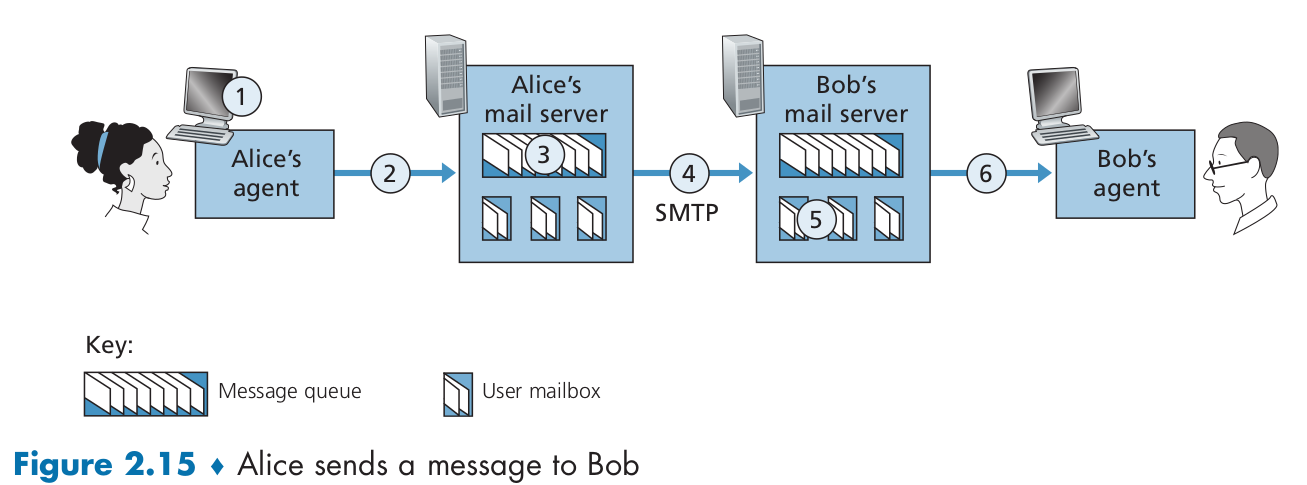 1
Alice's
agent
2
Alice's
mail server
3
4
SMTP
Bob's
mail server
5
6
Bob's
agent
Key:
Message queue
User mailbox
Figure 2.15 ♦ Alice sends a message to Bob